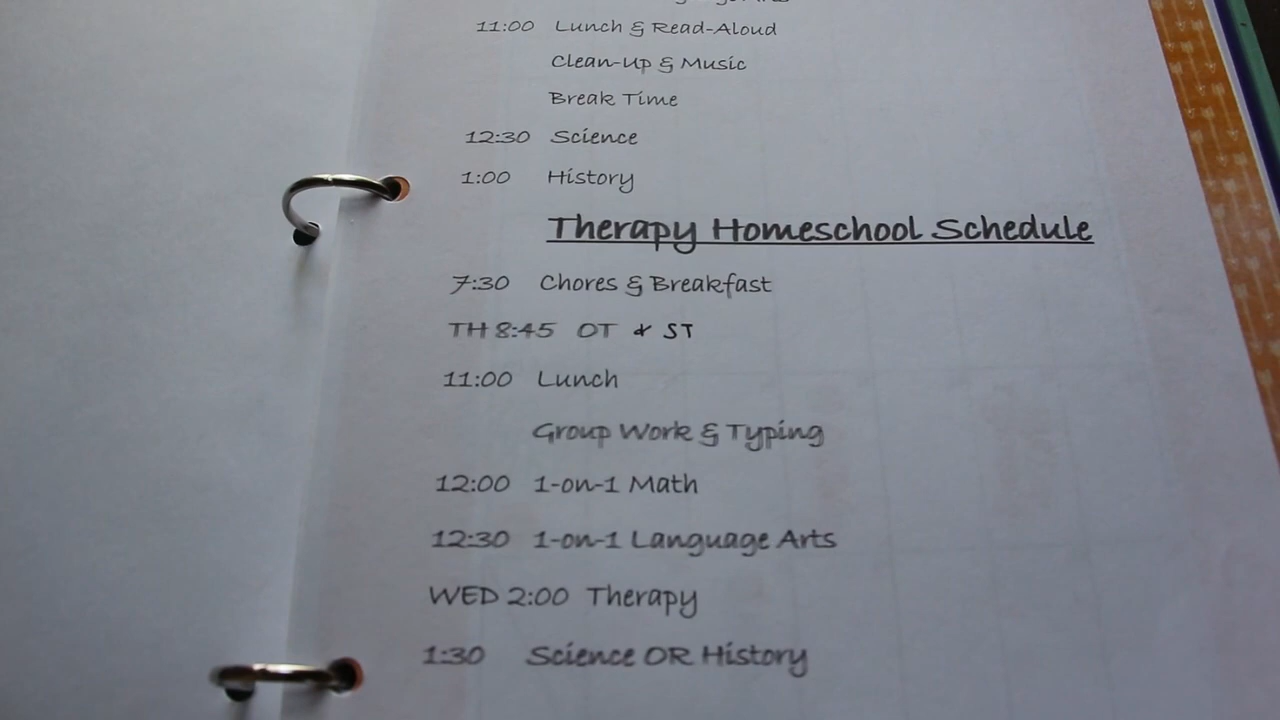 11:00 Lunch & Read-Aloud
Clean-Up & Music
Break Time
12:30 Science
1:00 History
Therapy Homeschool Schedule
7:30 Chores & Breakfast
TH 8:45 OT & ST
11:00 Lunch
Group Work & Typing
12:00 1-on-1 Math
12:30 1-on-1 Language Arts
WED 2:00 Therapy
1:30 Science OR History